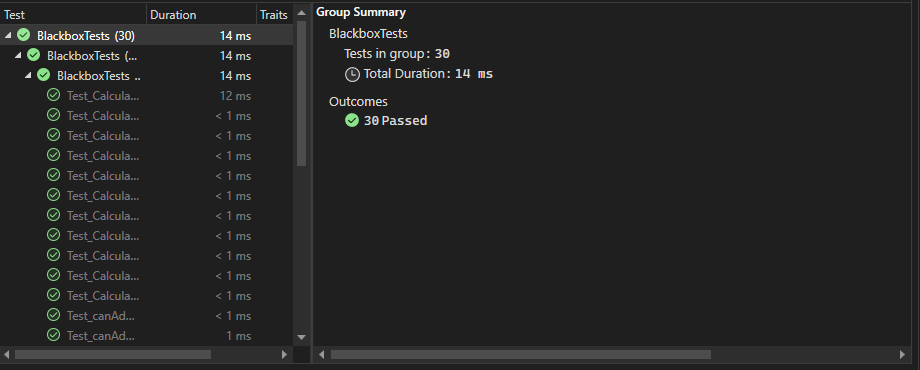 Test Duration Traits
BlackboxTests (30) 14 ms
BlackboxTests (... 14 ms
BlackboxTests .. 14 ms
Test_Calcula... 12 ms
Test_Calcula... < 1 ms
Test_Calcula... < 1 ms
Test_Calcula... < 1 ms
Test_Calcula... < 1 ms
Test_Calcula... < 1 ms
Test_Calcula... < 1 ms
Test_Calcula... < 1 ms
Test_Calcula... < 1 ms
Test_Calcula... < 1 ms
Test_Calcula... < 1 ms
Test_canAd... < 1 ms
Test_canAd... 1 ms
Group Summary
BlackboxTests
Tests in group: 30
Total Duration: 14 ms
Outcomes
30 Passed